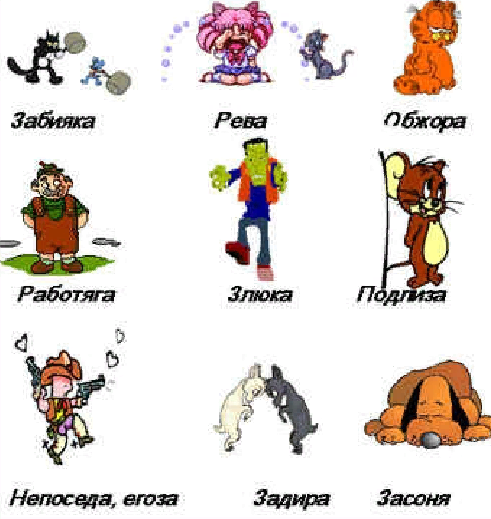 Забияка Рева Обжора
Работяга Злюка Подлиза
Непоседа, егоза Задира Засоня